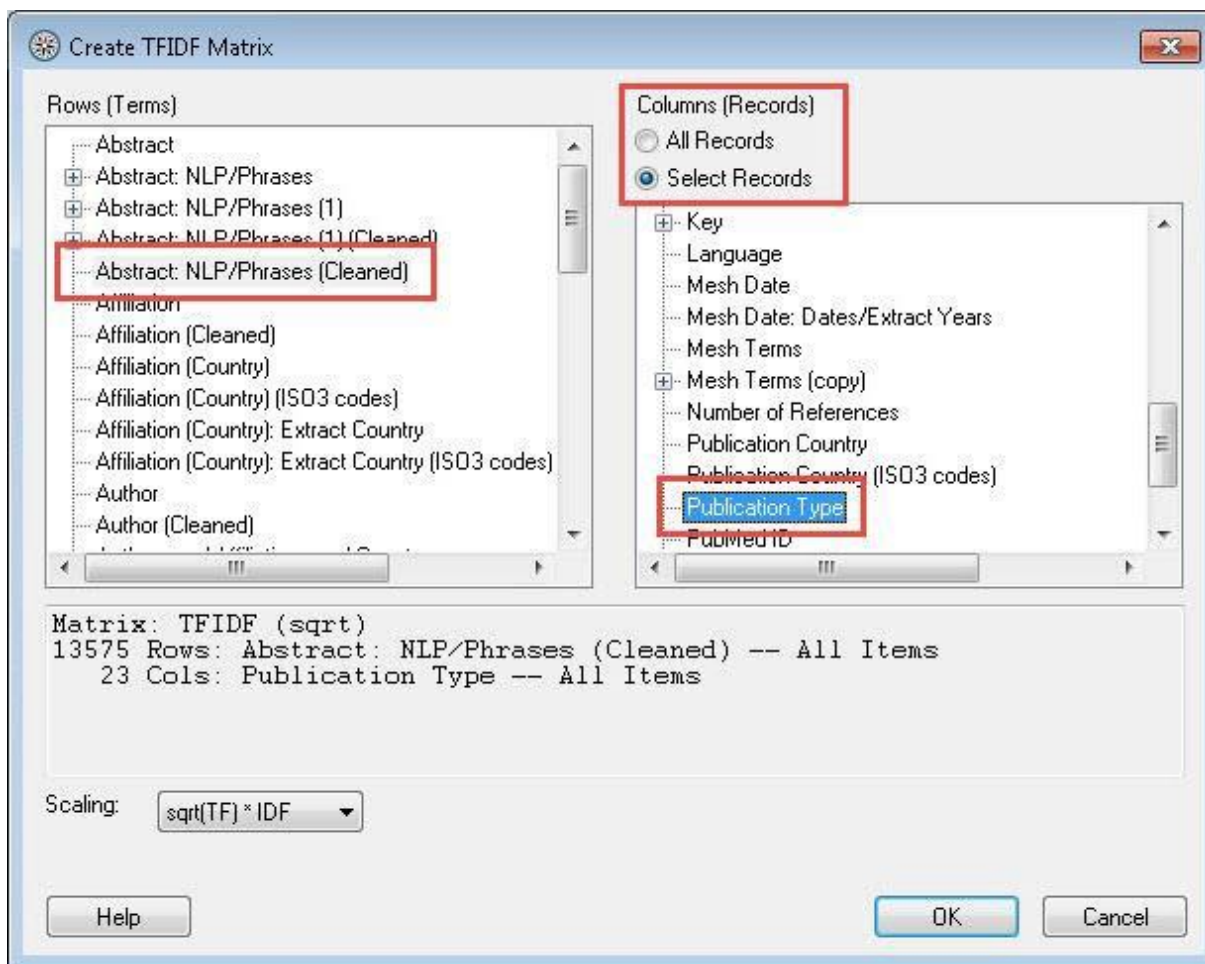 Create TFIDF Matrix
Rows (Terms)
Abstract
Abstract: NLP/Phrases
Abstract: NLP/Phrases (1)
Abstract: NLP/Phrases (1) (Cleaned)
Abstract: NLP/Phrases (Cleaned)
Affiliation
Affiliation (Cleaned)
Affiliation (Country)
Affiliation (Country) (ISO3 codes)
Affiliation (Country): Extract Country
Affiliation (Country): Extract Country (ISO3 codes)
Author
Author (Cleaned)
Columns (Records)
All Records
Select Records
Key
Language
Mesh Date
Mesh Date: Dates/Extract Years
Mesh Terms
Mesh Terms (copy)
Number of References
Publication Country
Publication Country (ISO3 codes)
Publication Type
PubMed ID
Matrix: TFIDF (sqrt)
13575 Rows: Abstract: NLP/Phrases (Cleaned) -- All Items
23 Cols: Publication Type -- All Items
Scaling: sqrt(TF) * IDF
Help OK Cancel